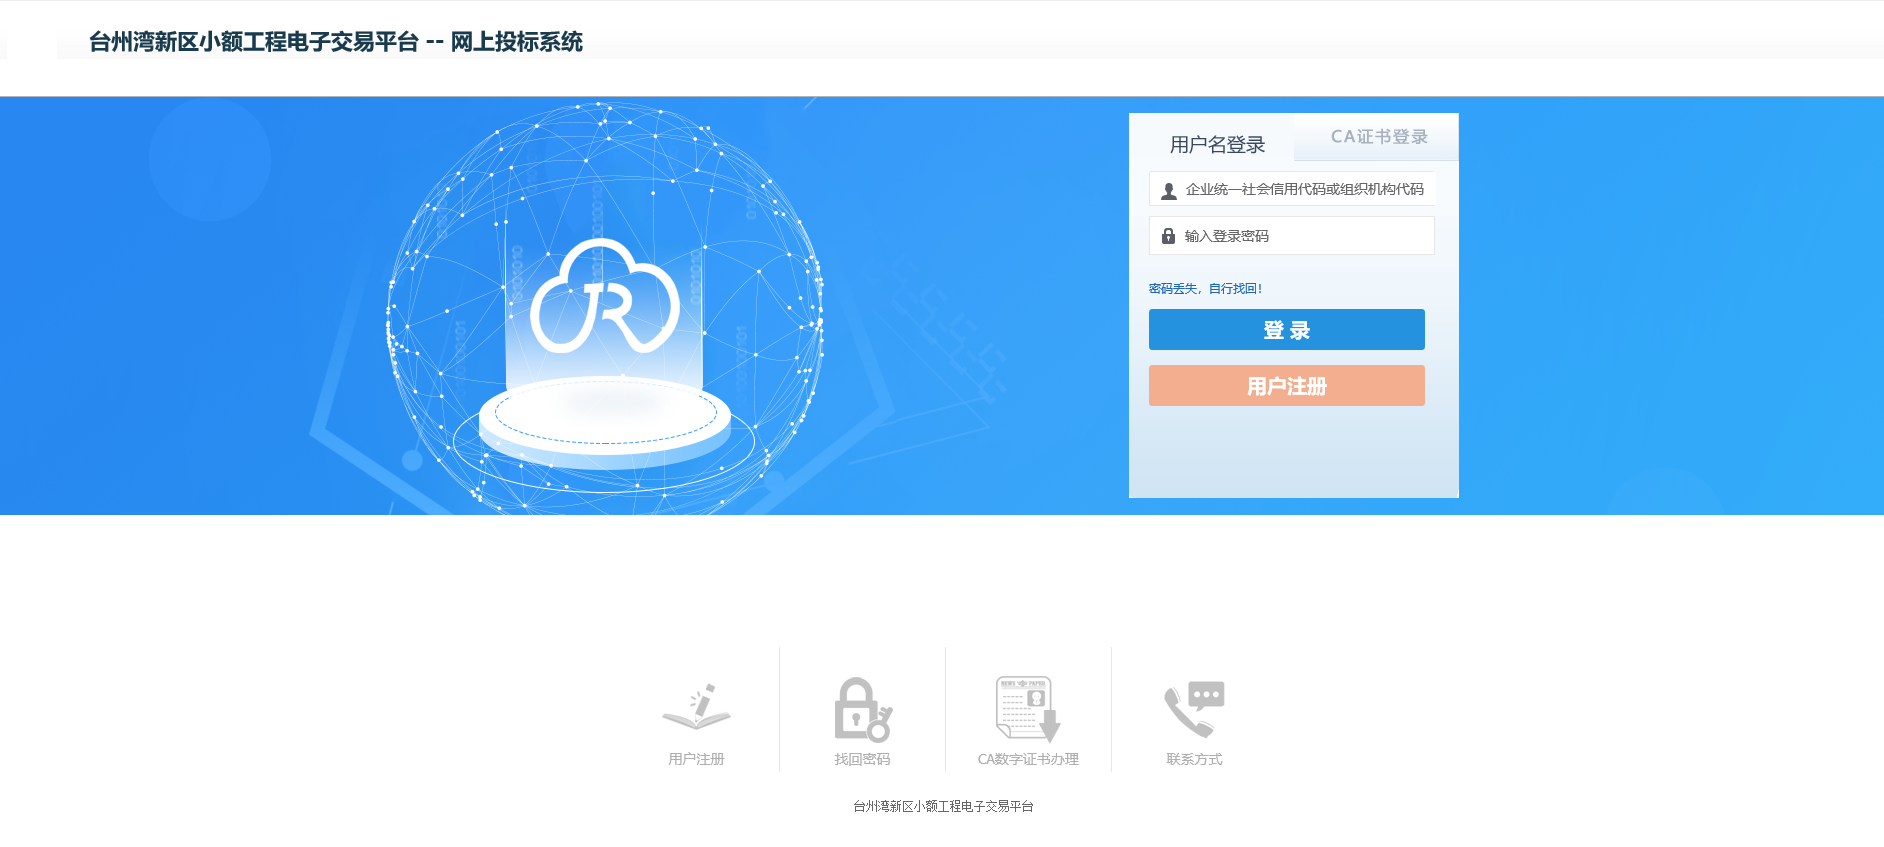 台州湾新区小额工程电子交易平台 -- 网上投标系统
用户名登录
CA证书登录
企业统一社会信用代码或组织机构代码
输入登录密码
密码丢失，自行找回！
登 录
用户注册
JR
NEWS PAPER
用户注册
找回密码
CA数字证书办理
联系方式
台州湾新区小额工程电子交易平台